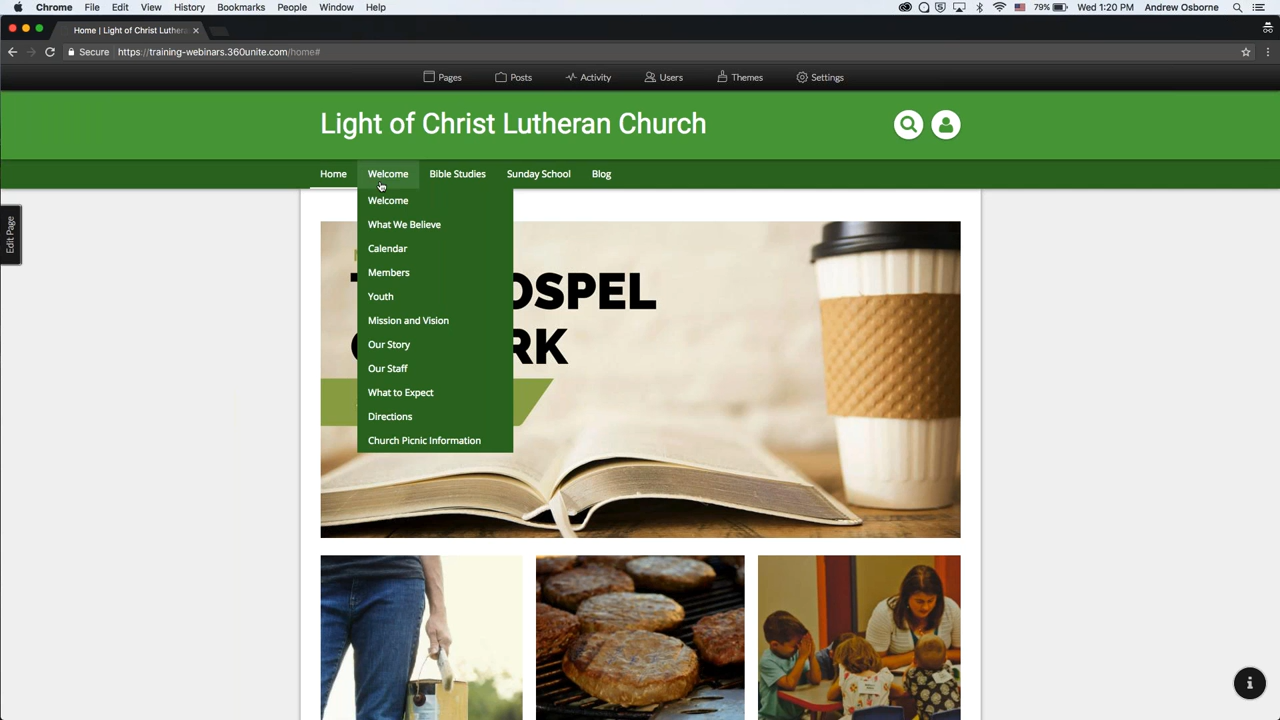 Chrome File Edit View History Bookmarks People Window Help 79% Wed 1:20 PM Andrew Osborne
Home | Light of Christ Luthera
Secure https://training-webinars.360unite.com/home#
Pages Posts Activity Users Themes Settings
Light of Christ Lutheran Church
Home Welcome Bible Studies Sunday School Blog
Edit Page
Welcome
What We Believe
Calendar
Members
Youth
Mission and Vision
Our Story
Our Staff
What to Expect
Directions
Church Picnic Information
OSPEL
RK
i